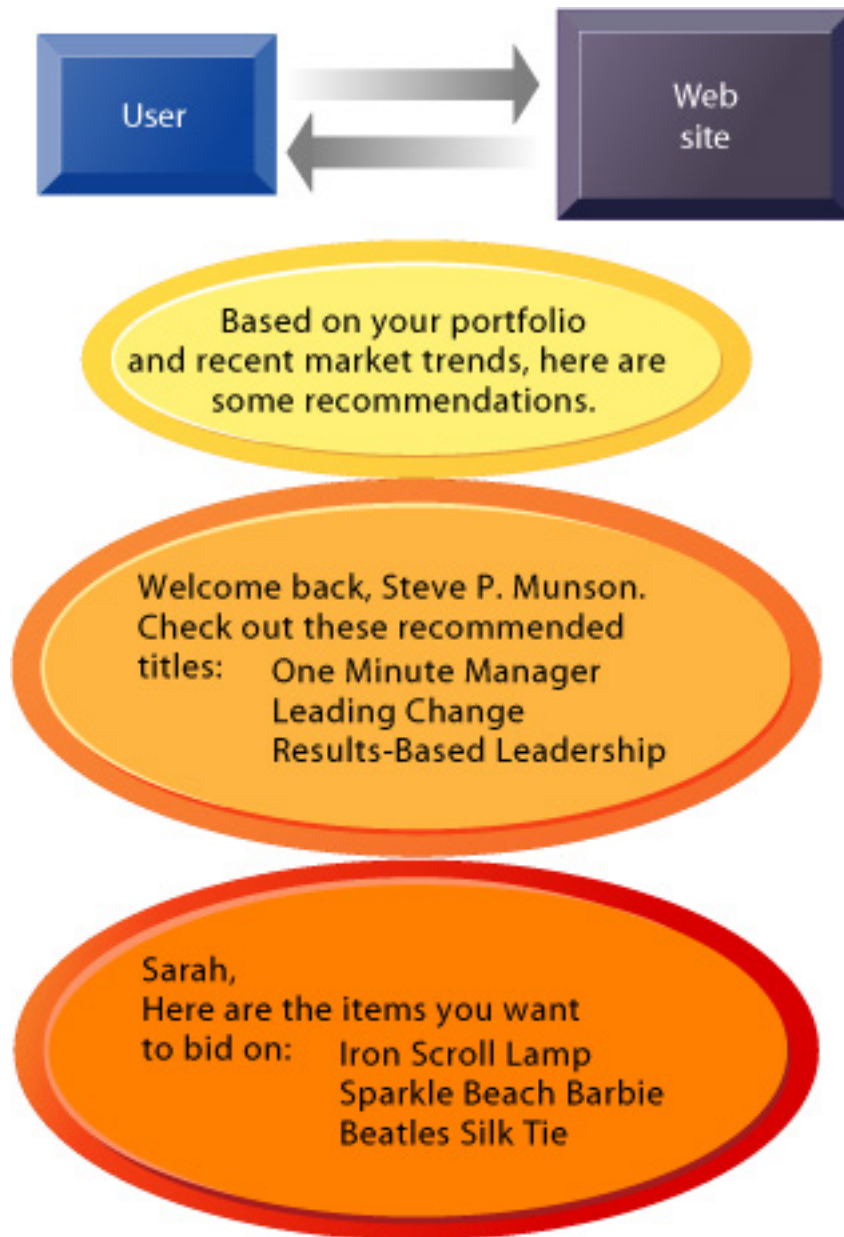 User
Web
site
Based on your portfolio
and recent market trends, here are
some recommendations.
Welcome back, Steve P. Munson.
Check out these recommended
titles: One Minute Manager
Leading Change
Results-Based Leadership
Sarah,
Here are the items you want
to bid on: Iron Scroll Lamp
Sparkle Beach Barbie
Beatles Silk Tie